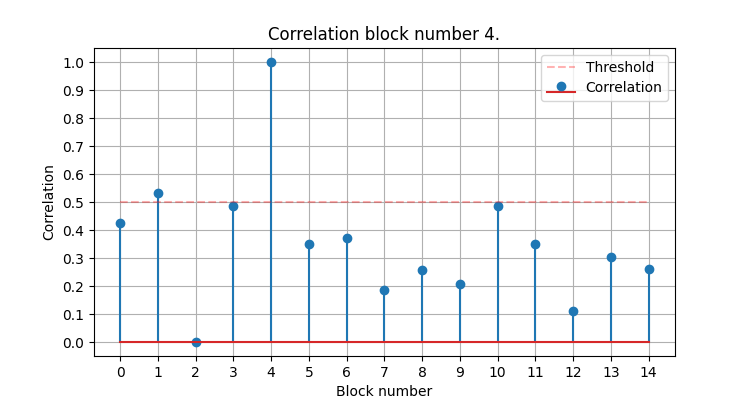 Correlation block number 4.
Threshold
Correlation
Correlation
1.0
0.9
0.8
0.7
0.6
0.5
0.4
0.3
0.2
0.1
0.0
0 1 2 3 4 5 6 7 8 9 10 11 12 13 14
Block number